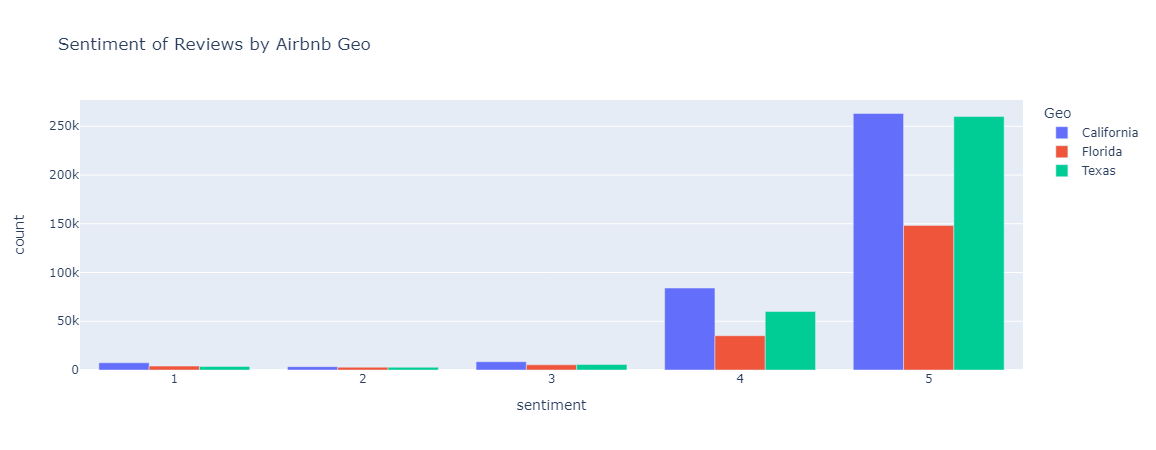 Sentiment of Reviews by Airbnb Geo
Geo
California
Florida
Texas
250k
200k
150k
100k
50k
0
count
1 2 3 4 5
sentiment